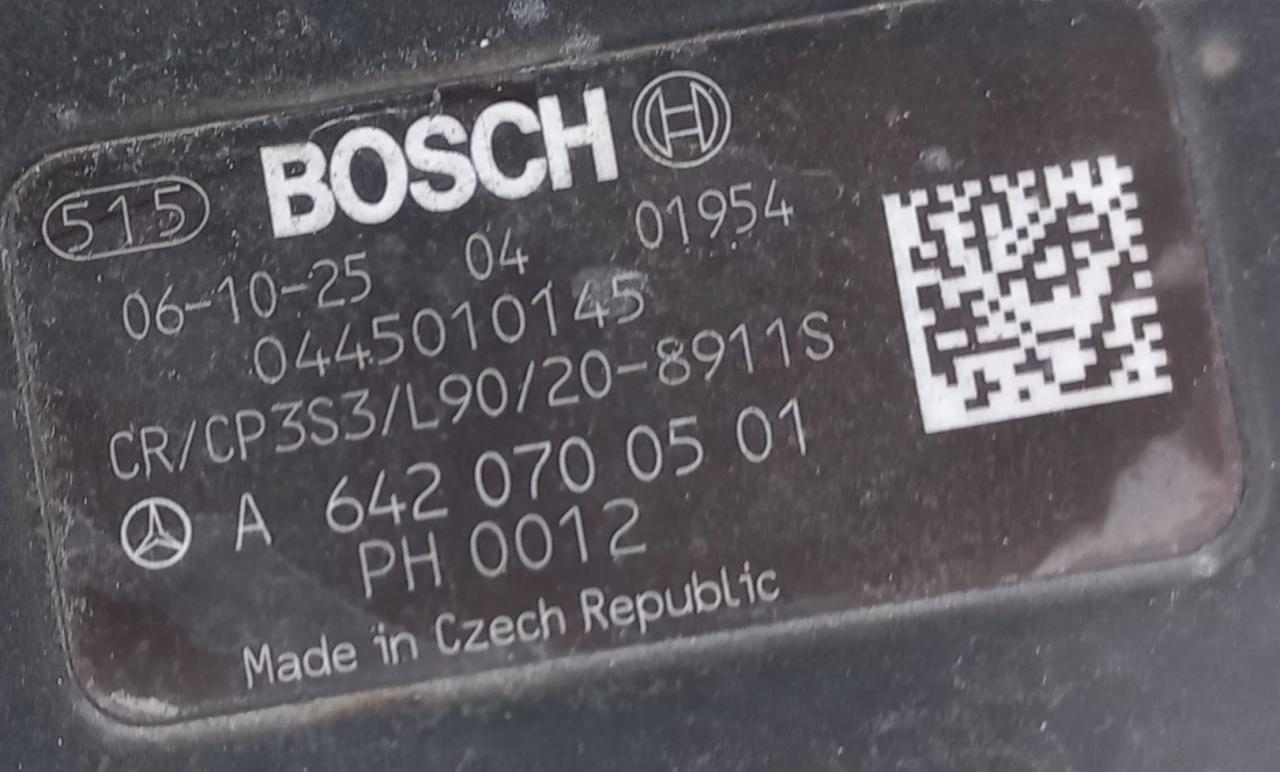 515 BOSCH
06-10-25 04 01954
0445010145
CR/CP3S3/L90/20-8911S
A 642 070 05 01
PH 0012
Made in Czech Republic